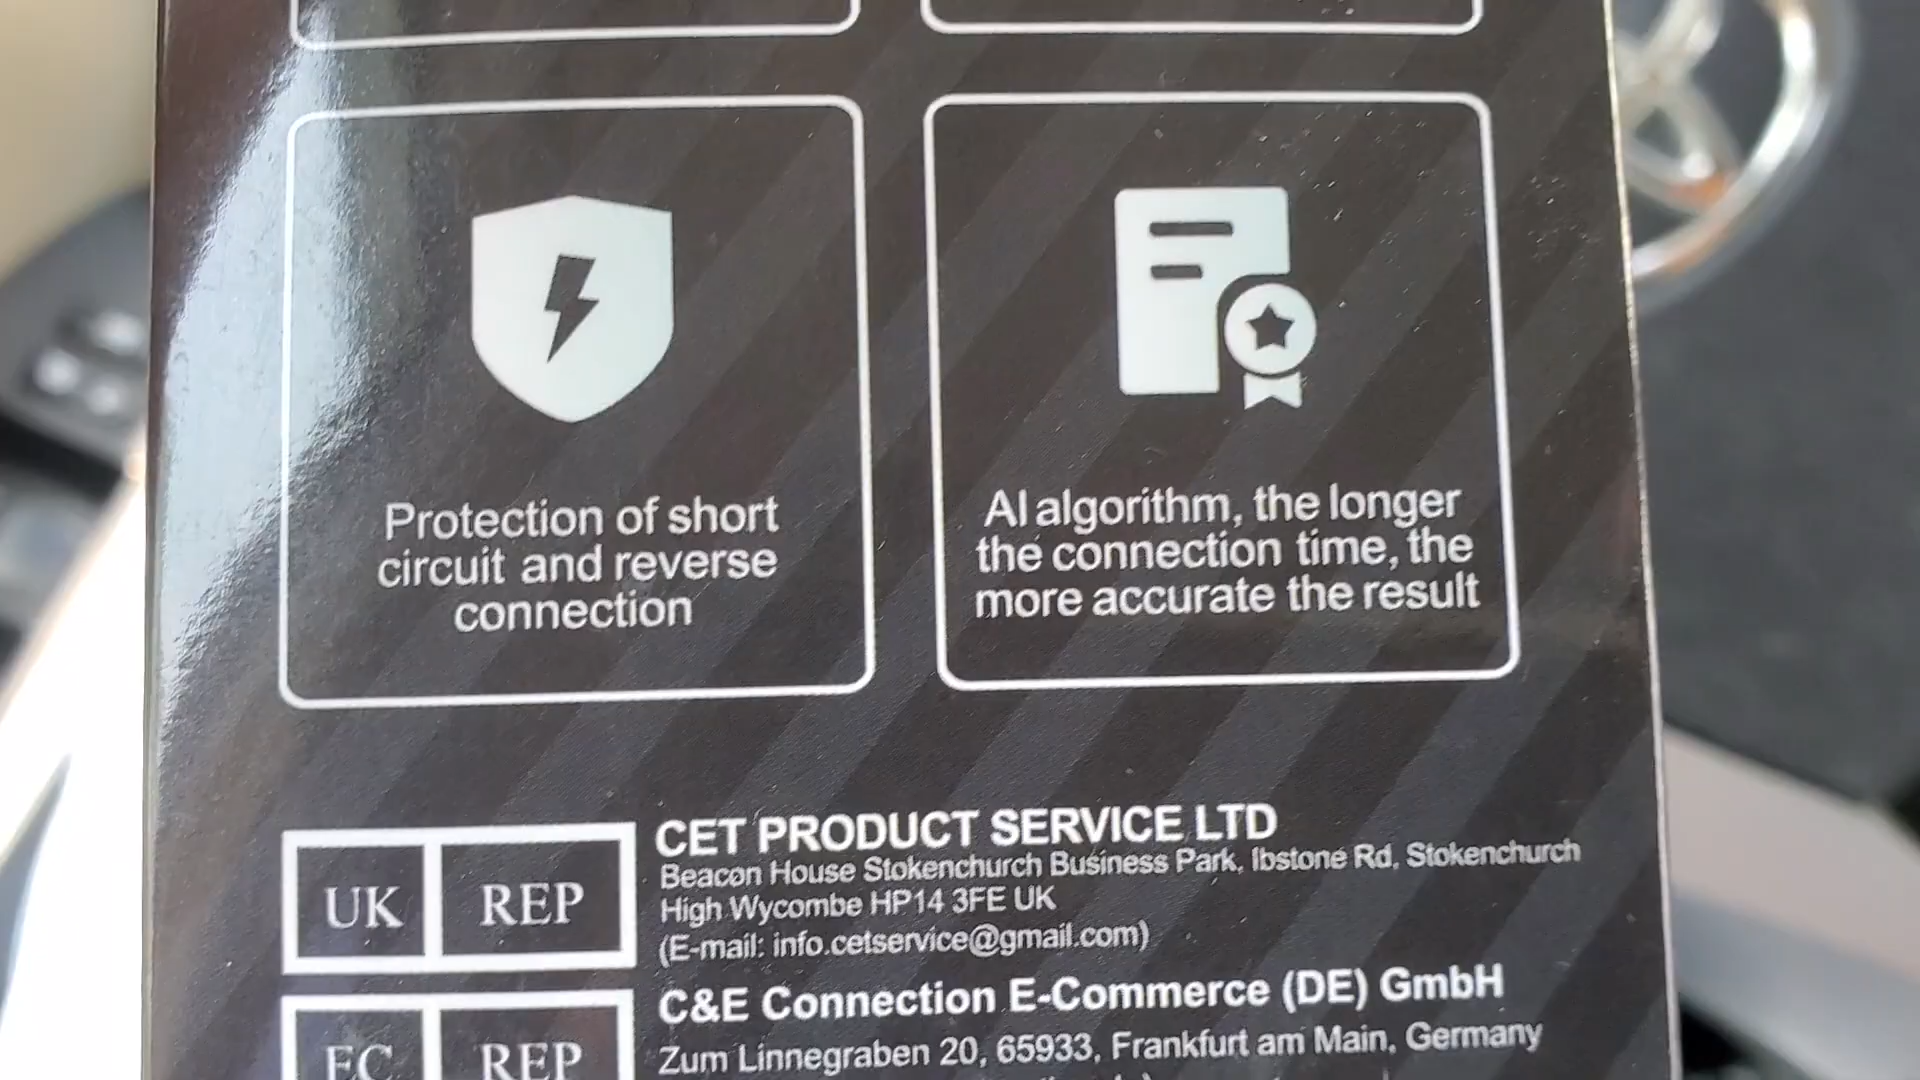 Protection of short
circuit and reverse
connection
AI algorithm, the longer
the connection time, the
more accurate the result
UK REP
CET PRODUCT SERVICE LTD
Beacon House Stokenchurch Business Park, Ibstone Rd, Stokenchurch
High Wycombe HP14 3FE UK
(E-mail: info.cetservice@gmail.com)
EC REP
C&E Connection E-Commerce (DE) GmbH
Zum Linnegraben 20, 65933, Frankfurt am Main, Germany